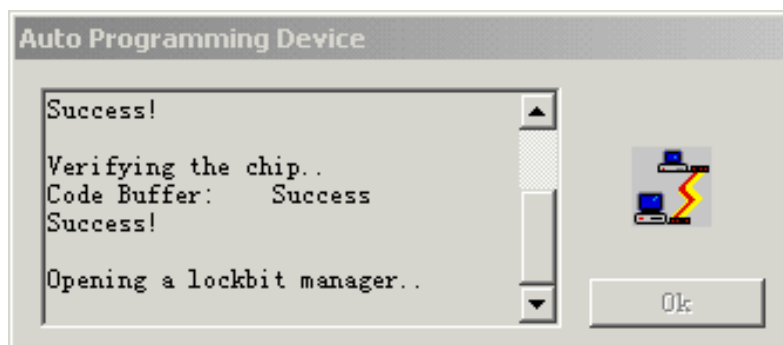 Auto Programming Device
Success!
Verifying the chip..
Code Buffer:    Success
Success!
Opening a lockbit manager..
Ok